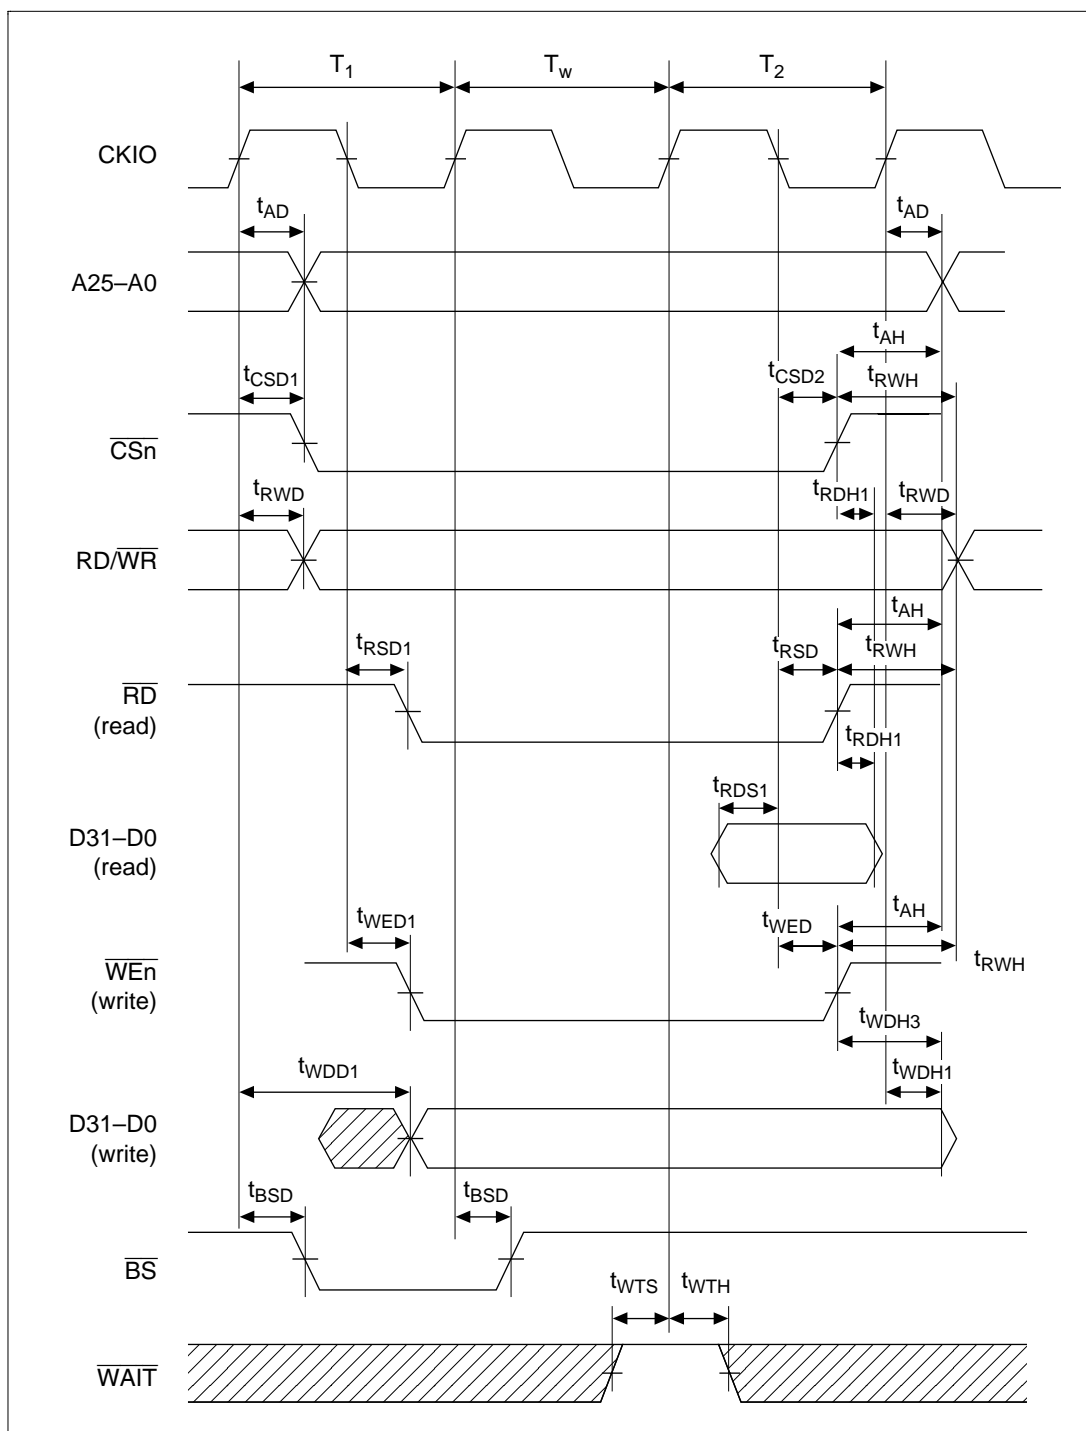 T1 Tw T2
CKIO
tAD tAD
A25–A0
tAH
tCSD1 tCSD2 tRWH
CSn
tRWD tRDH1 tRWD
RD/WR
tAH
tRSD1 tRSD tRWH
RD
(read)
tRDH1
tRDS1
D31–D0
(read)
tAH
tWED1 tWED
WEn
(write)
tRWH
tWDH3
tWDD1 tWDH1
D31–D0
(write)
tBSD tBSD
BS
tWTS tWTH
WAIT